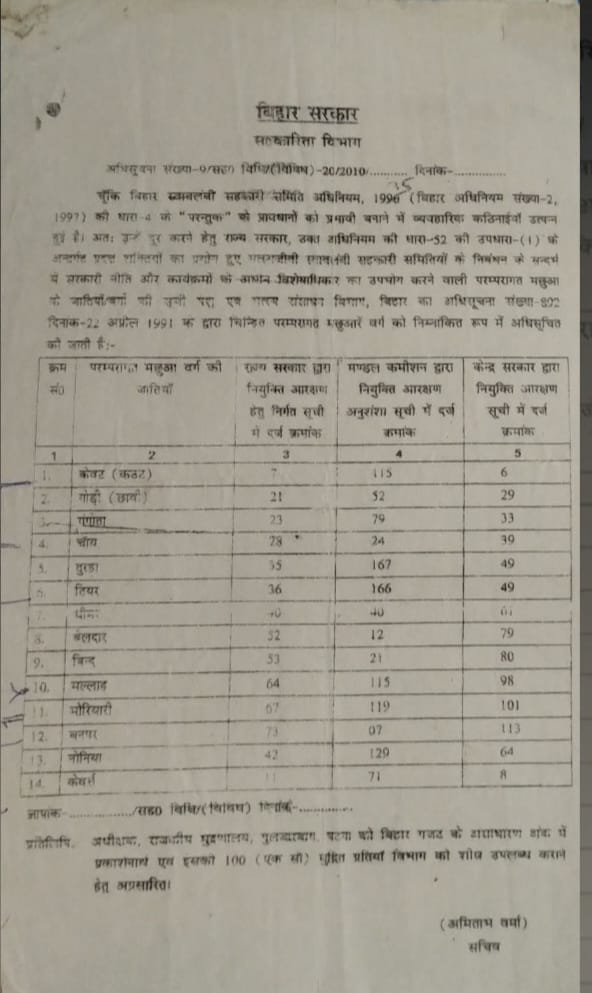 बिहार सरकार
सहकारिता विभाग
अधिसूचना संख्या-9/सह0 विधि/(विविध)-20/2010/.......... दिनांक-............
चूँकि बिहार स्वावलंबी सहकारी समिति अधिनियम, 1996 (बिहार अधिनियम संख्या-2,
1997) की धारा-4 के "परन्तुक" के प्रावधानों को प्रभावी बनाने में व्यवहारिक कठिनाईयाँ उत्पन्न
हुई है। अतः उन्हें दूर करने हेतु राज्य सरकार, उक्त अधिनियम की धारा-52 की उपधारा-(1) के
अन्तर्गत प्रदत्त शक्तियों का प्रयोग करते हुए स्वावलंबी सहकारी समितियों के निबंधन के सन्दर्भ
में सरकारी नीति और कार्यक्रमों के अधीन विशेषाधिकार का उपयोग करने वाली परम्परागत मछुआ
के जातियों/वर्गो की सूची पशु एवं मत्स्य संसाधन विभाग, बिहार का अधिसूचना संख्या-892
दिनांक-22 अप्रैल 1991 के द्वारा चिन्हित परम्परागत मछुआरें वर्ग को निम्नांकित रूप में अधिसूचित
की जाती है:-
क्रम सं0 परम्परागत मछुआ वर्ग की जातियाँ राज्य सरकार द्वारा नियुक्ति आरक्षण हेतु निर्गत सूची में दर्ज क्रमांक मण्डल कमीशन द्वारा नियुक्ति आरक्षण अनुशंशा सूची में दर्ज क्रमांक केन्द्र सरकार द्वारा नियुक्ति आरक्षण सूची में दर्ज क्रमांक
1 2 3 4 5
1. केवट (कउट) 7 115 6
2. गोढ़ी (छावी) 21 52 29
3. गंगोता 23 79 33
4. चाँय 28 24 39
5. तुरहा 35 167 49
6. तियर 36 166 49
7. धीमर 40 40 61
8. बेलदार 52 12 79
9. बिन्द 53 21 80
10. मल्लाह 64 115 98
11. मोरियारी 67 119 101
12. बनपर 73 07 113
13. नोनिया 42 129 64
14. केवर्त्त 11 71 8
ज्ञापांक-............../सह0 विधि/(विविध) दिनांक-..............
प्रतिलिपि. अधीक्षक, राजकीय मुद्रणालय, गुलजारबाग, पटना को बिहार गजट के असाधारण अंक में
प्रकाशनार्थ एवं इसकी 100 (एक सौ) मुद्रित प्रतियाँ विभाग को शीघ्र उपलब्ध कराने
हेतु अग्रसारित।
(अमिताभ वर्मा)
सचिव